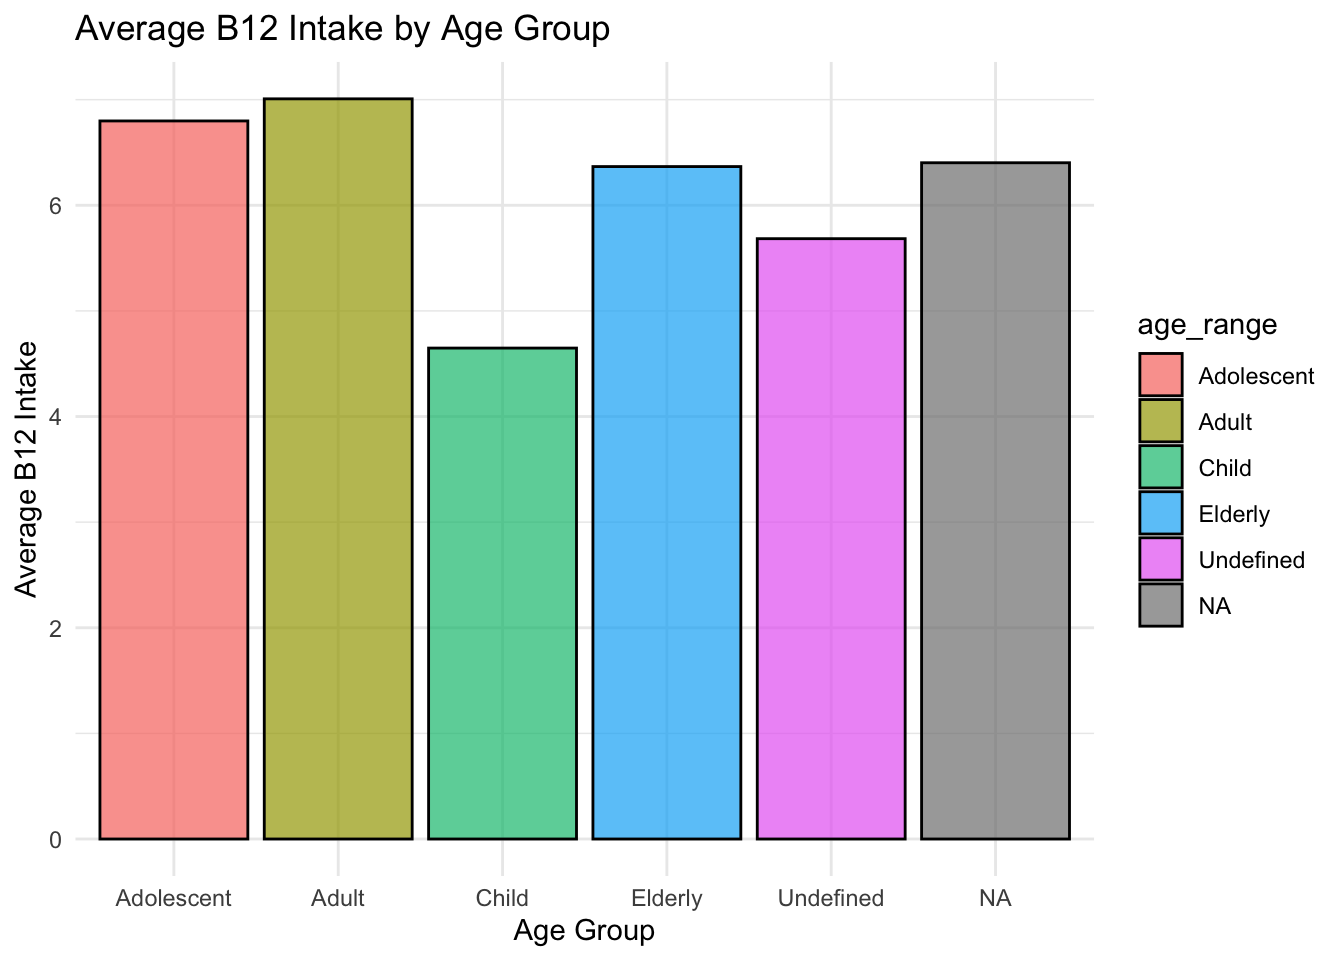 Average B12 Intake by Age Group
Average B12 Intake
6
4
2
0
Adolescent
Adult
Child
Elderly
Undefined
NA
Age Group
age_range
Adolescent
Adult
Child
Elderly
Undefined
NA